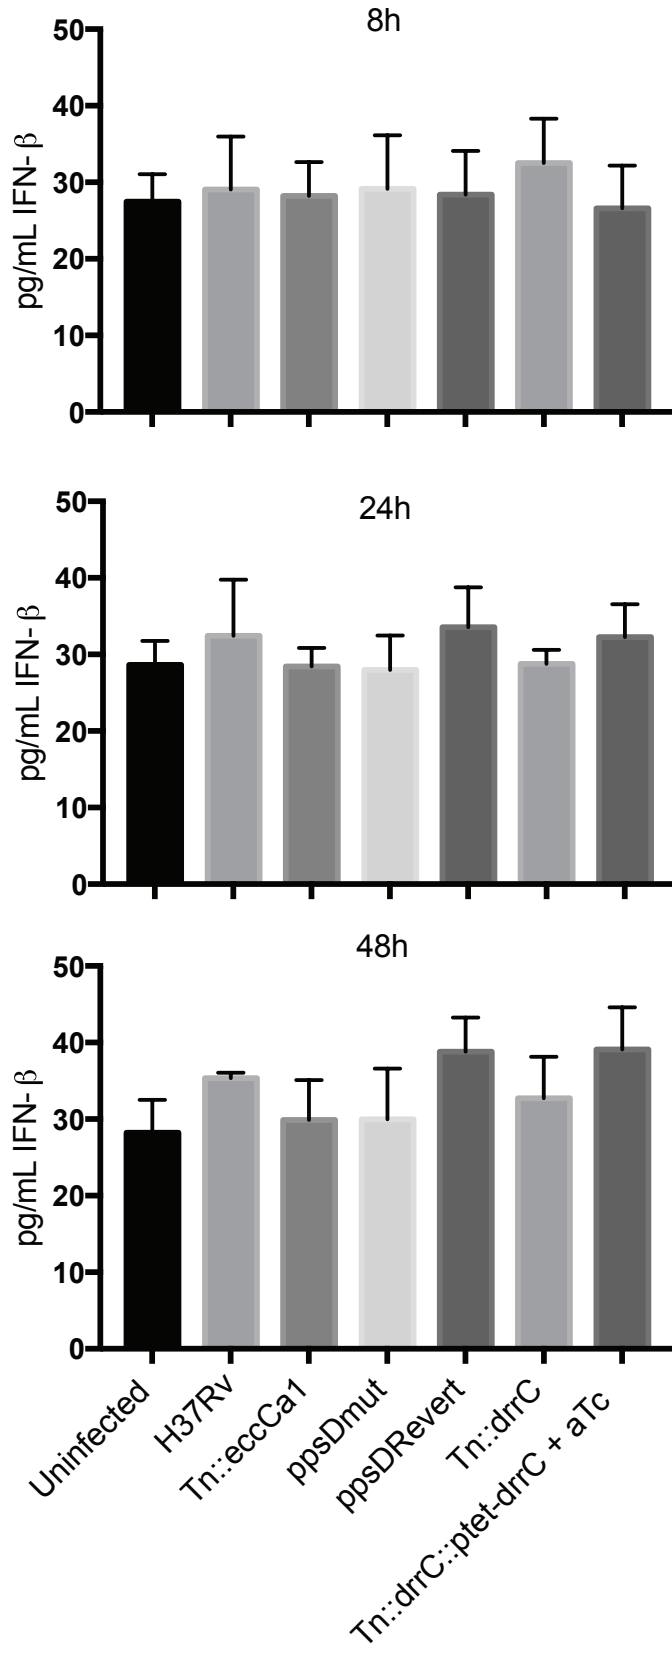 8h
pg/mL IFN-β
50
40
30
20
10
0
24h
pg/mL IFN-β
50
40
30
20
10
0
48h
pg/mL IFN-β
50
40
30
20
10
0
Uninfected
H37Rv
Tn::eccCa1
ppsDmut
ppsDRevert
Tn::drrC
Tn::drrC::ptet-drrC + aTc